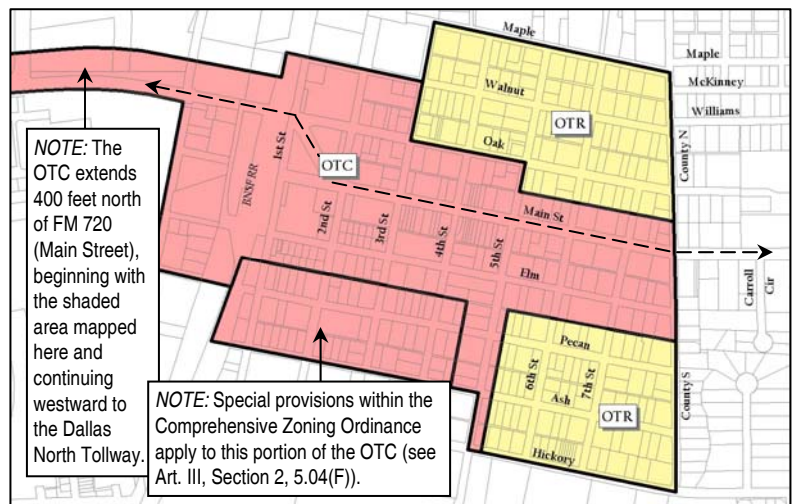 Maple
Walnut
Oak
OTR
Maple
McKinney
Williams
County N
NOTE: The
OTC extends
400 feet north
of FM 720
(Main Street),
beginning with
the shaded
area mapped
here and
continuing
westward to
the Dallas
North Tollway.
1st St
OTC
BNSF RR
2nd St
3rd St
4th St
5th St
Main St
Elm
Carroll
Cir
Pecan
6th St
7th St
Ash
OTR
Hickory
County S
NOTE: Special provisions within the
Comprehensive Zoning Ordinance
apply to this portion of the OTC (see
Art. III, Section 2, 5.04(F)).